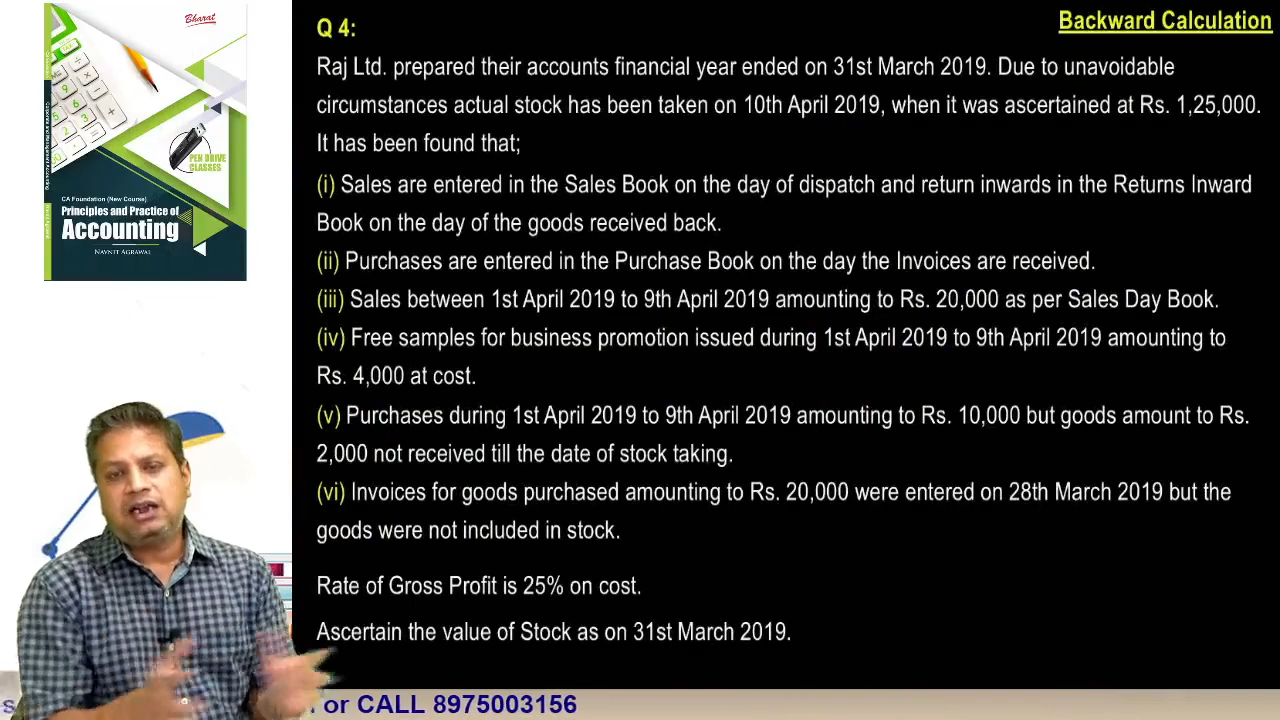 Bharat
Backward Calculation
Q 4:
Raj Ltd. prepared their accounts financial year ended on 31st March 2019. Due to unavoidable
circumstances actual stock has been taken on 10th April 2019, when it was ascertained at Rs. 1,25,000.
It has been found that;
(i) Sales are entered in the Sales Book on the day of dispatch and return inwards in the Returns Inward
Book on the day of the goods received back.
(ii) Purchases are entered in the Purchase Book on the day the Invoices are received.
(iii) Sales between 1st April 2019 to 9th April 2019 amounting to Rs. 20,000 as per Sales Day Book.
(iv) Free samples for business promotion issued during 1st April 2019 to 9th April 2019 amounting to
Rs. 4,000 at cost.
(v) Purchases during 1st April 2019 to 9th April 2019 amounting to Rs. 10,000 but goods amount to Rs.
2,000 not received till the date of stock taking.
(vi) Invoices for goods purchased amounting to Rs. 20,000 were entered on 28th March 2019 but the
goods were not included in stock.
Rate of Gross Profit is 25% on cost.
Ascertain the value of Stock as on 31st March 2019.
PEN DRIVE
CLASSES
CA Foundation (New Course)
Principles and Practice of
Accounting
NAVNIT AGRAWAL
or CALL 8975003156